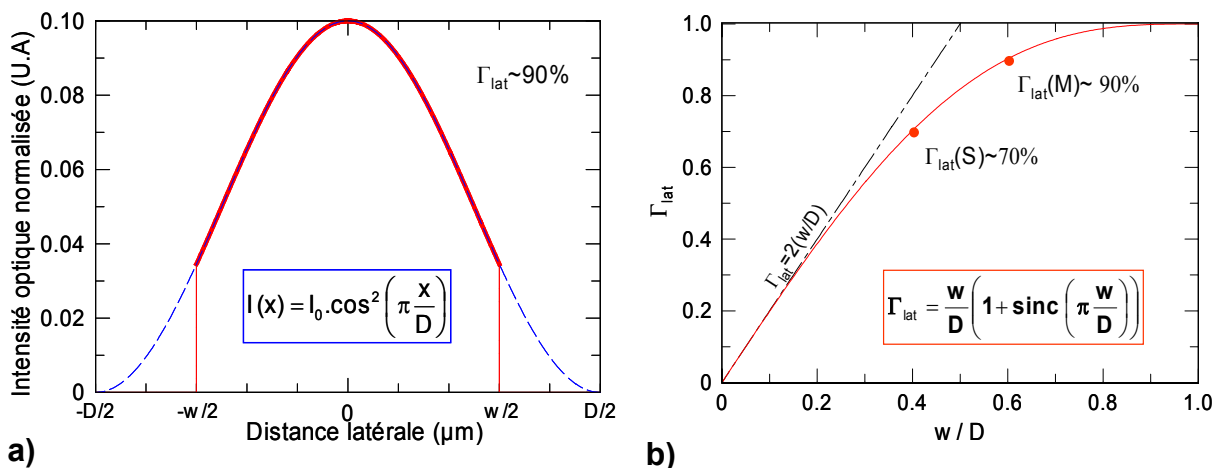 Intensité optique normalisée (U.A)
0.10
0.08
0.06
0.04
0.02
0
Γlat~90%
I(x) = I₀.cos²(π x/D)
-D/2
-w/2
0
w/2
D/2
Distance latérale (µm)
a)
Γlat
1.0
0.8
0.6
0.4
0.2
0
Γlat=2(w/D)
Γlat(M)~ 90%
Γlat(S)~70%
Γlat = w/D (1+ sinc (π w/D))
0
0.2
0.4
0.6
0.8
1.0
w / D
b)